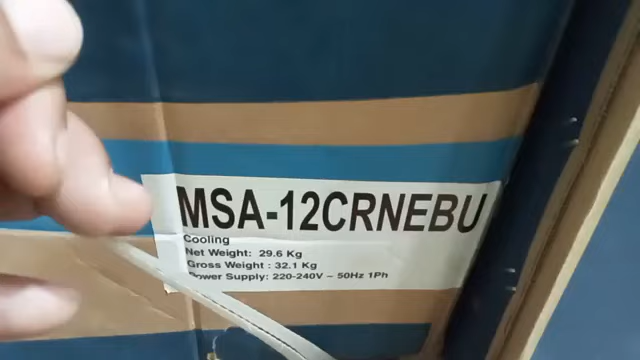 MSA-12CRNEBU
Cooling
Net Weight: 29.6 Kg
Gross Weight : 32.1 Kg
Power Supply: 220-240V ~ 50Hz 1Ph